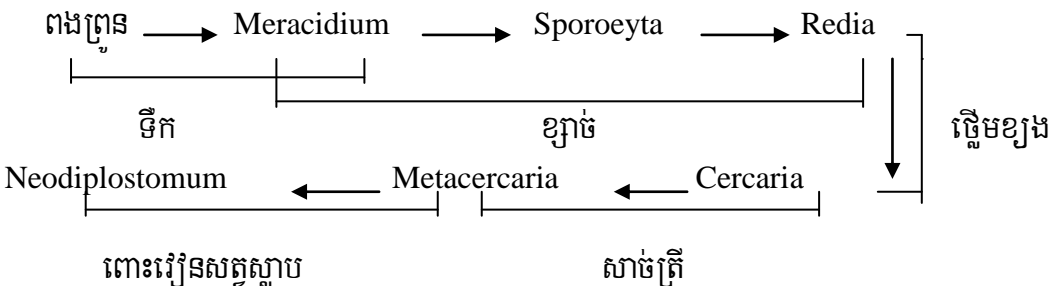 ពងព្រូន Meracidium Sporoeyta Redia
ទឹក ខ្សាច់ ថ្លើមខ្យង
Neodiplostomum Metacercaria Cercaria
ពោះវៀនសត្វស្លាប សាច់ត្រី